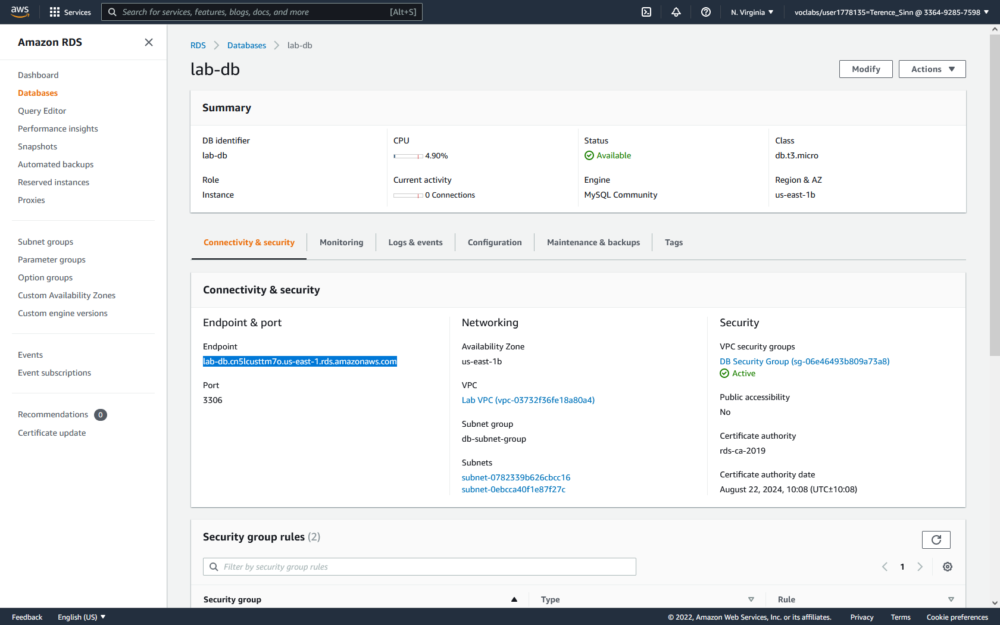 aws
Services
Search for services, features, blogs, docs, and more
[Alt+S]
N. Virginia
voclabs/user1778135=Terence_Sinn @ 3364-9285-7598
Amazon RDS
Dashboard
Databases
Query Editor
Performance insights
Snapshots
Automated backups
Reserved instances
Proxies
Subnet groups
Parameter groups
Option groups
Custom Availability Zones
Custom engine versions
Events
Event subscriptions
Recommendations 0
Certificate update
RDS > Databases > lab-db
lab-db
Modify
Actions
Summary
DB identifier
lab-db
CPU
4.90%
Status
Available
Class
db.t3.micro
Role
Instance
Current activity
0 Connections
Engine
MySQL Community
Region & AZ
us-east-1b
Connectivity & security
Monitoring
Logs & events
Configuration
Maintenance & backups
Tags
Connectivity & security
Endpoint & port
Endpoint
lab-db.cn5lcusttm7o.us-east-1.rds.amazonaws.com
Port
3306
Networking
Availability Zone
us-east-1b
VPC
Lab VPC (vpc-03732f36fe18a80a4)
Subnet group
db-subnet-group
Subnets
subnet-0782339b626cbcc16
subnet-0ebcca40f1e87f27c
Security
VPC security groups
DB Security Group (sg-06e46493b809a73a8)
Active
Public accessibility
No
Certificate authority
rds-ca-2019
Certificate authority date
August 22, 2024, 10:08 (UTC±10:08)
Security group rules (2)
Filter by security group rules
1
Security group
Type
Rule
Feedback
English (US)
© 2022, Amazon Web Services, Inc. or its affiliates.
Privacy
Terms
Cookie preferences